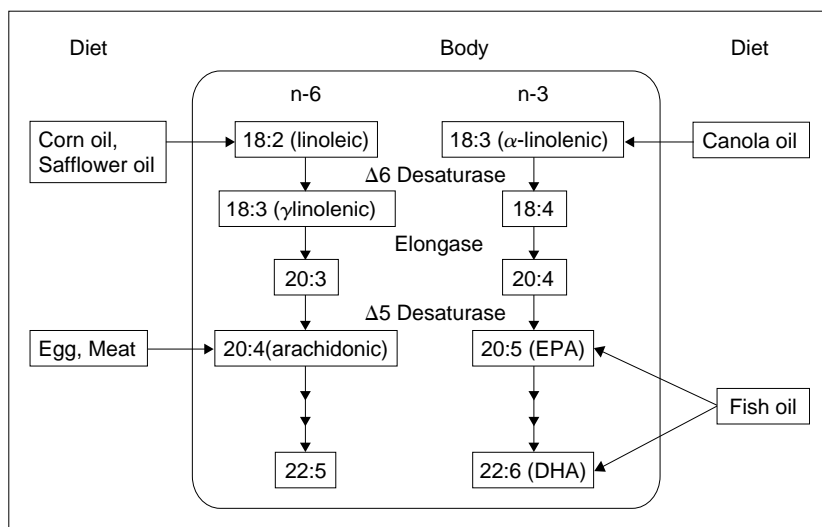 Diet Body Diet
n-6 n-3
Corn oil,
Safflower oil
18:2 (linoleic)
18:3 (α-linolenic)
Canola oil
Δ6 Desaturase
18:3 (γlinolenic)
18:4
Elongase
20:3
20:4
Δ5 Desaturase
Egg, Meat
20:4(arachidonic)
20:5 (EPA)
Fish oil
22:5
22:6 (DHA)